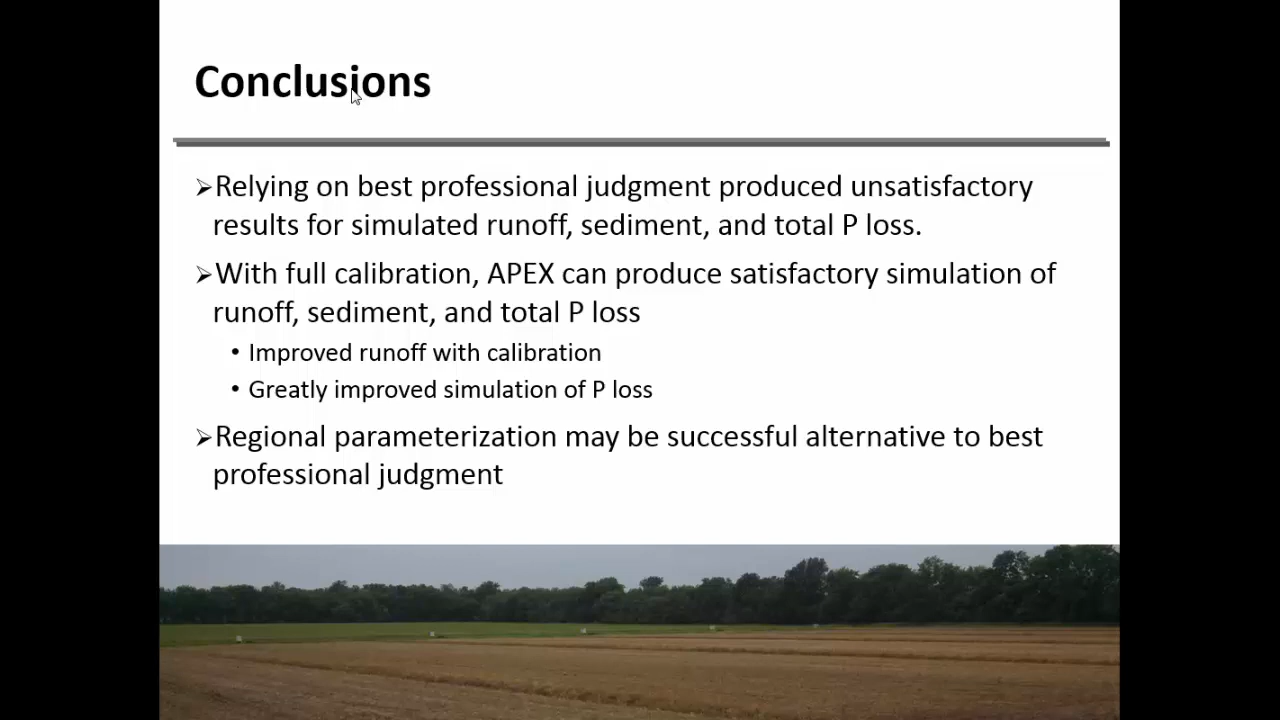 Conclusions
➢Relying on best professional judgment produced unsatisfactory
results for simulated runoff, sediment, and total P loss.
➢With full calibration, APEX can produce satisfactory simulation of
runoff, sediment, and total P loss
• Improved runoff with calibration
• Greatly improved simulation of P loss
➢Regional parameterization may be successful alternative to best
professional judgment